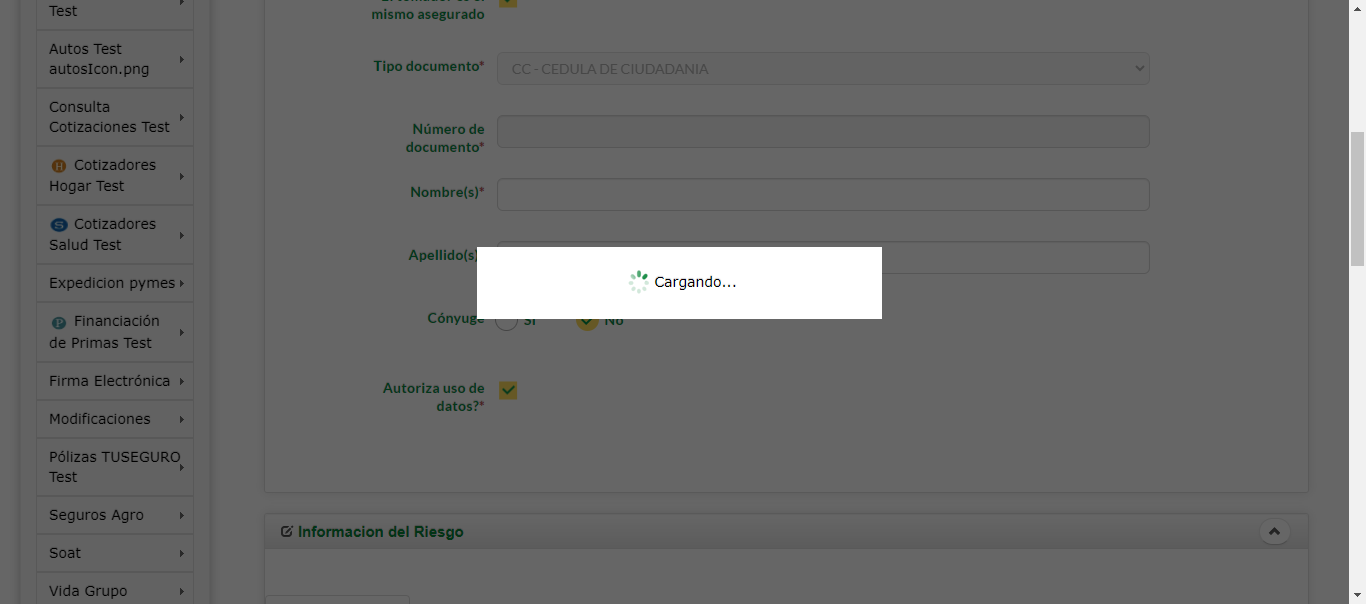 Test
Autos Test
autosIcon.png
Consulta
Cotizaciones Test
H Cotizadores
Hogar Test
S Cotizadores
Salud Test
Expedicion pymes
P Financiación
de Primas Test
Firma Electrónica
Modificaciones
Pólizas TUSEGURO
Test
Seguros Agro
Soat
Vida Grupo
mismo asegurado
Tipo documento*
CC - CEDULA DE CIUDADANIA
Número de
documento*
Nombre(s)*
Apellido(s)
Cargando...
Cónyuge
Si
No
Autoriza uso de
datos?*
Informacion del Riesgo